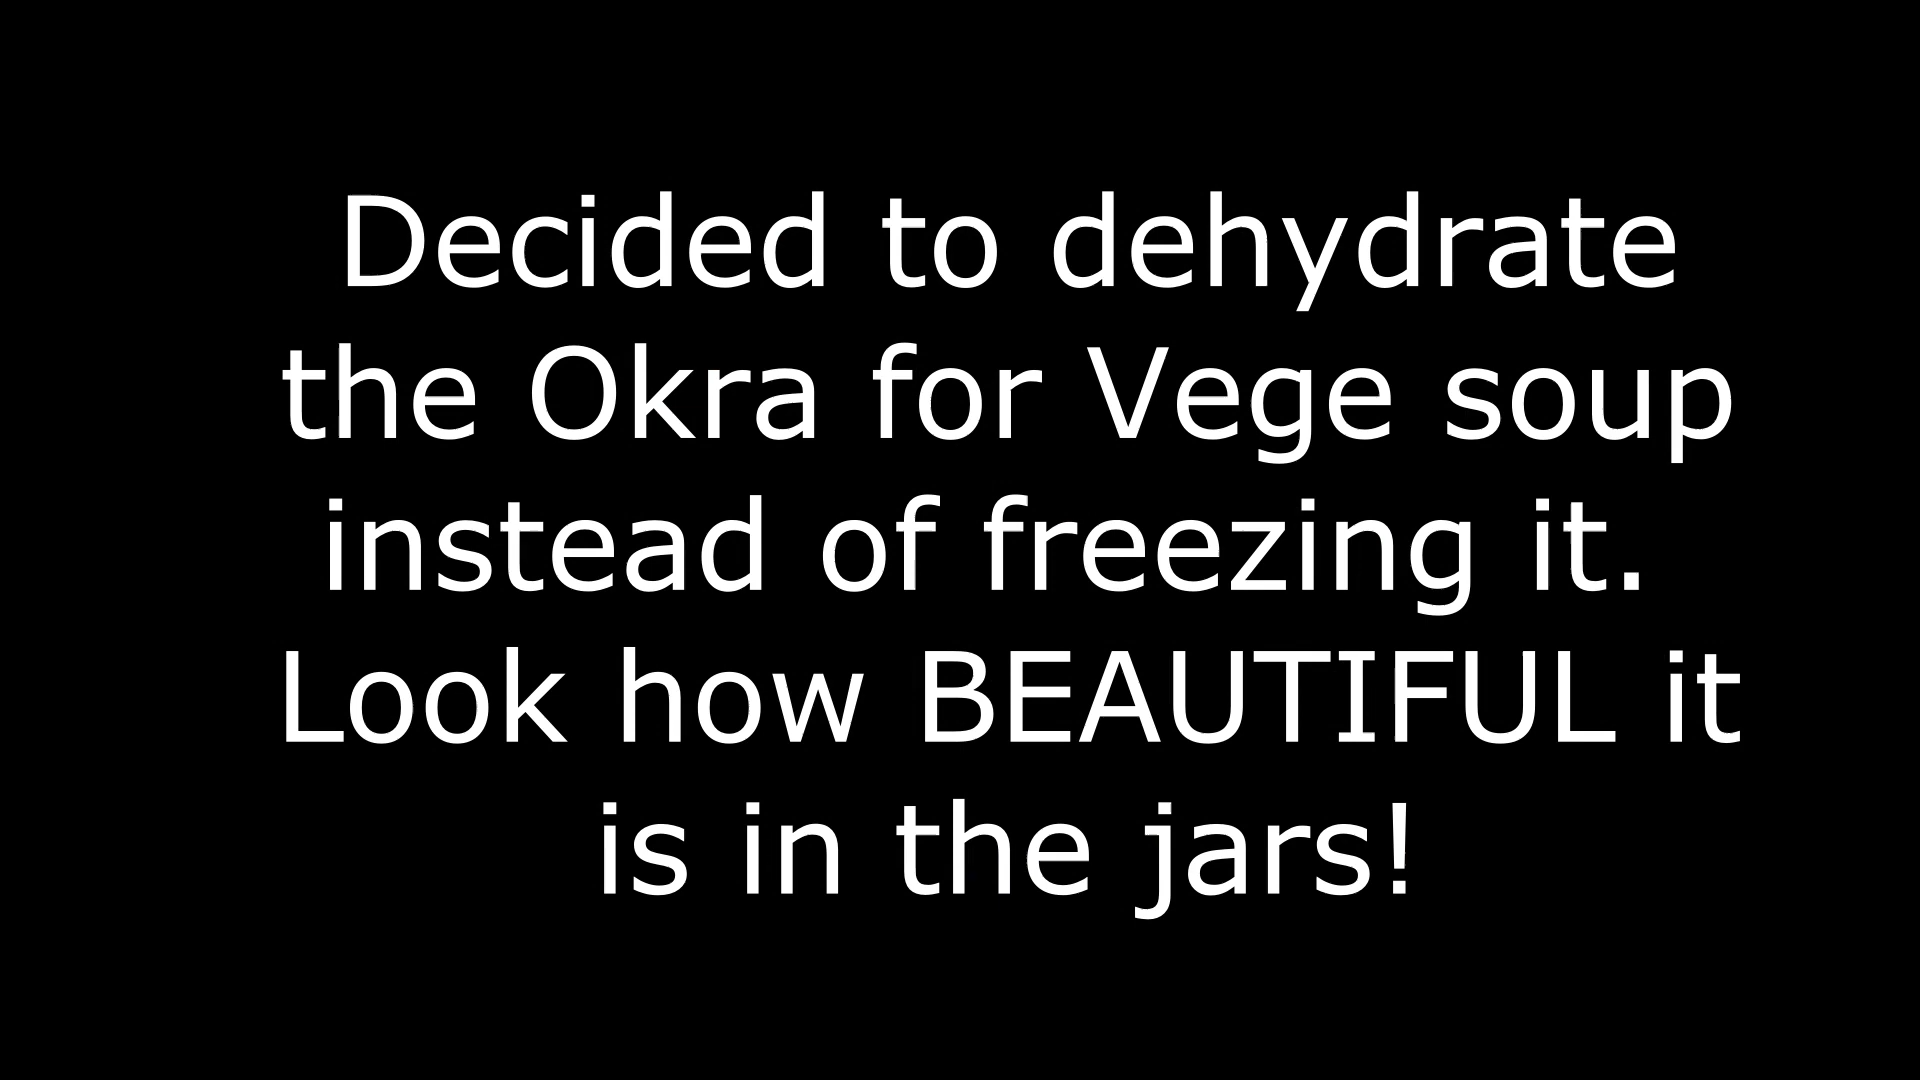 Decided to dehydrate
the Okra for Vege soup
instead of freezing it.
Look how BEAUTIFUL it
is in the jars!